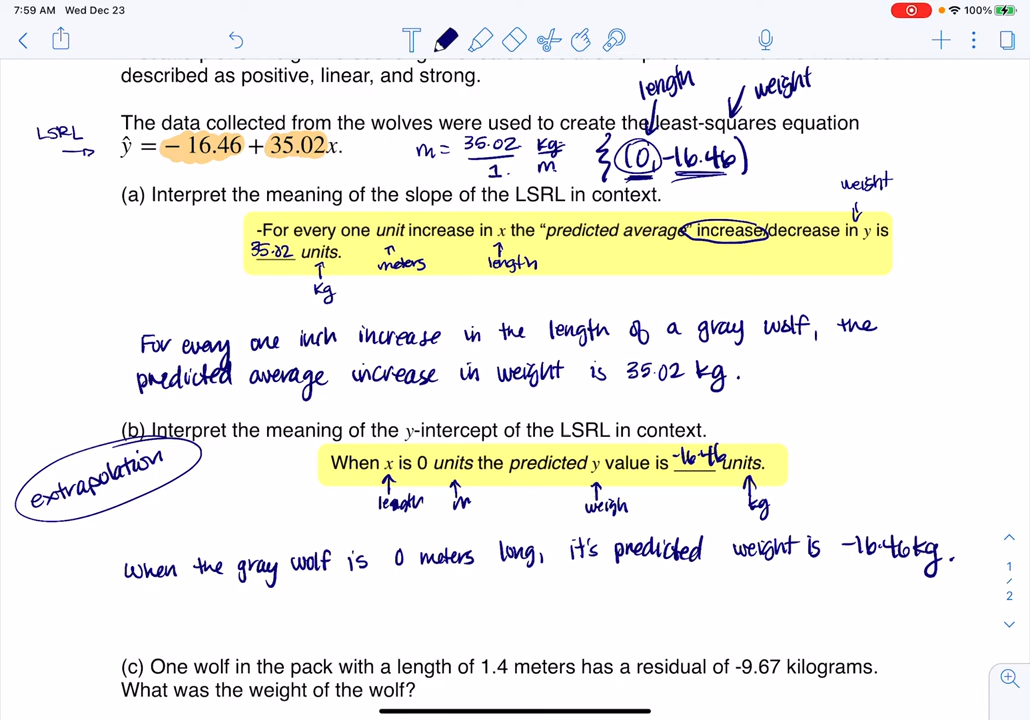 7:59 AM Wed Dec 23
100%
described as positive, linear, and strong.
length
weight
LSRL
The data collected from the wolves were used to create the least-squares equation
ŷ = − 16.46 + 35.02x.
m = 35.02/1. kg/m
{(0, -16.46)
(a) Interpret the meaning of the slope of the LSRL in context.
weight
-For every one unit increase in x the “predicted average” increase/decrease in y is
35.02 units.
meters
length
kg
For every one inch increase in the length of a gray wolf, the
predicted average increase in weight is 35.02 kg.
(b) Interpret the meaning of the y-intercept of the LSRL in context.
extrapolation
When x is 0 units the predicted y value is -16.46 units.
length
m
weigh
kg
When the gray wolf is 0 meters long, it's predicted weight is -16.46 kg.
1
/
2
(c) One wolf in the pack with a length of 1.4 meters has a residual of -9.67 kilograms.
What was the weight of the wolf?